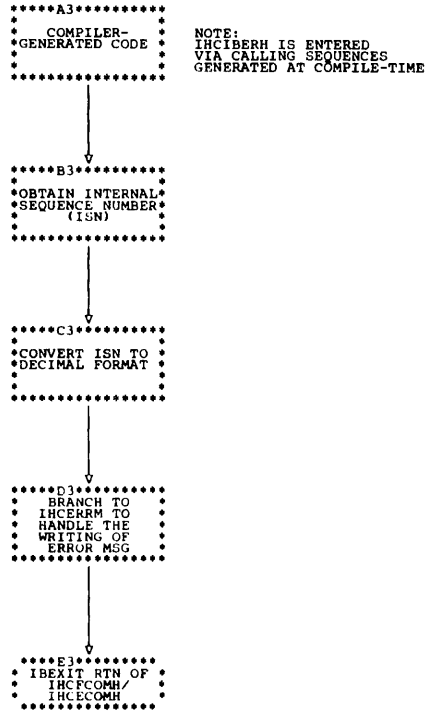 A3
COMPILER-
GENERATED CODE
NOTE:
IHCIBERH IS ENTERED
VIA CALLING SEQUENCES
GENERATED AT COMPILE-TIME
B3
OBTAIN INTERNAL
SEQUENCE NUMBER
(ISN)
C3
CONVERT ISN TO
DECIMAL FORMAT
D3
BRANCH TO
IHCERRM TO
HANDLE THE
WRITING OF
ERROR MSG
E3
IBEXIT RTN OF
IHCFCOMH/
IHCECOMH